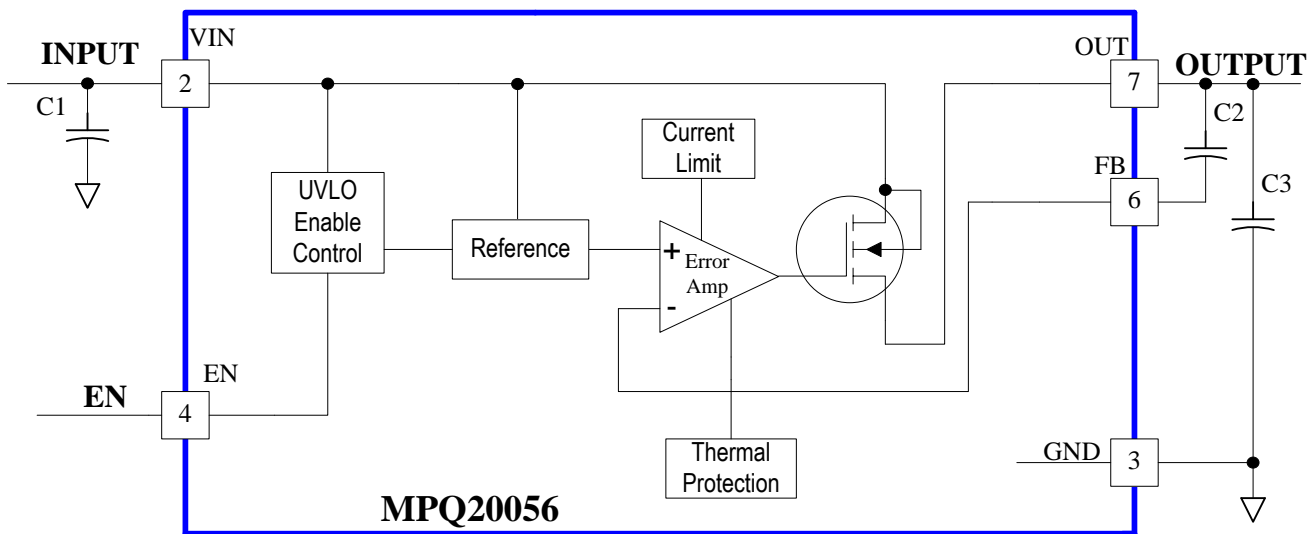 VIN
INPUT
2
C1
OUT
OUTPUT
7
C2
Current
Limit
FB
6
C3
UVLO
Enable
Control
Reference
+
Error
Amp
-
EN
EN
4
Thermal
Protection
GND
3
MPQ20056